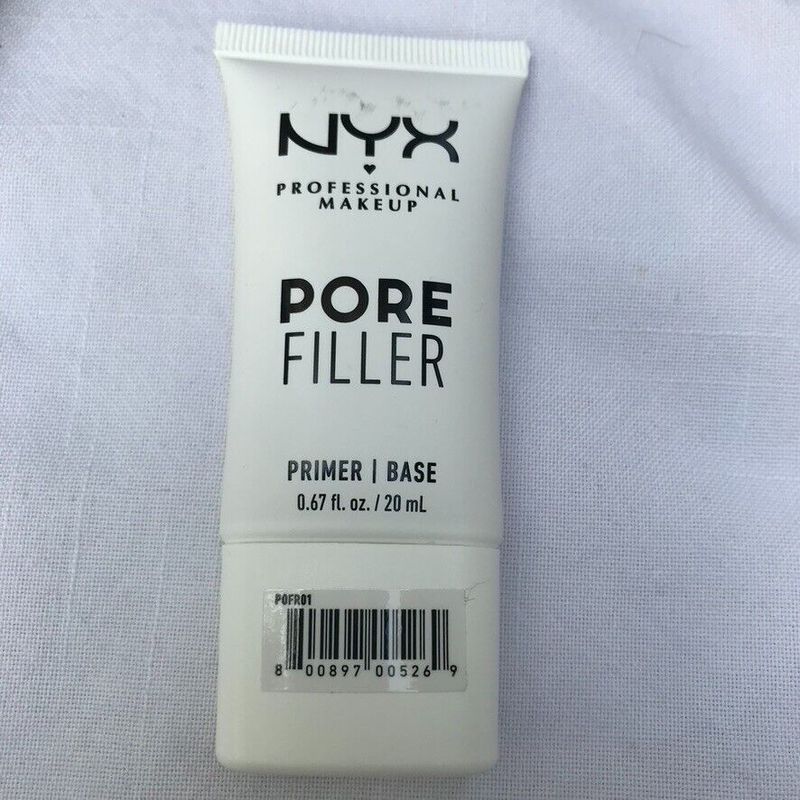 NYX
PROFESSIONAL
MAKEUP
PORE
FILLER
PRIMER | BASE
0.67 fl. oz. / 20 mL
POFR01
8 00897 00526 9